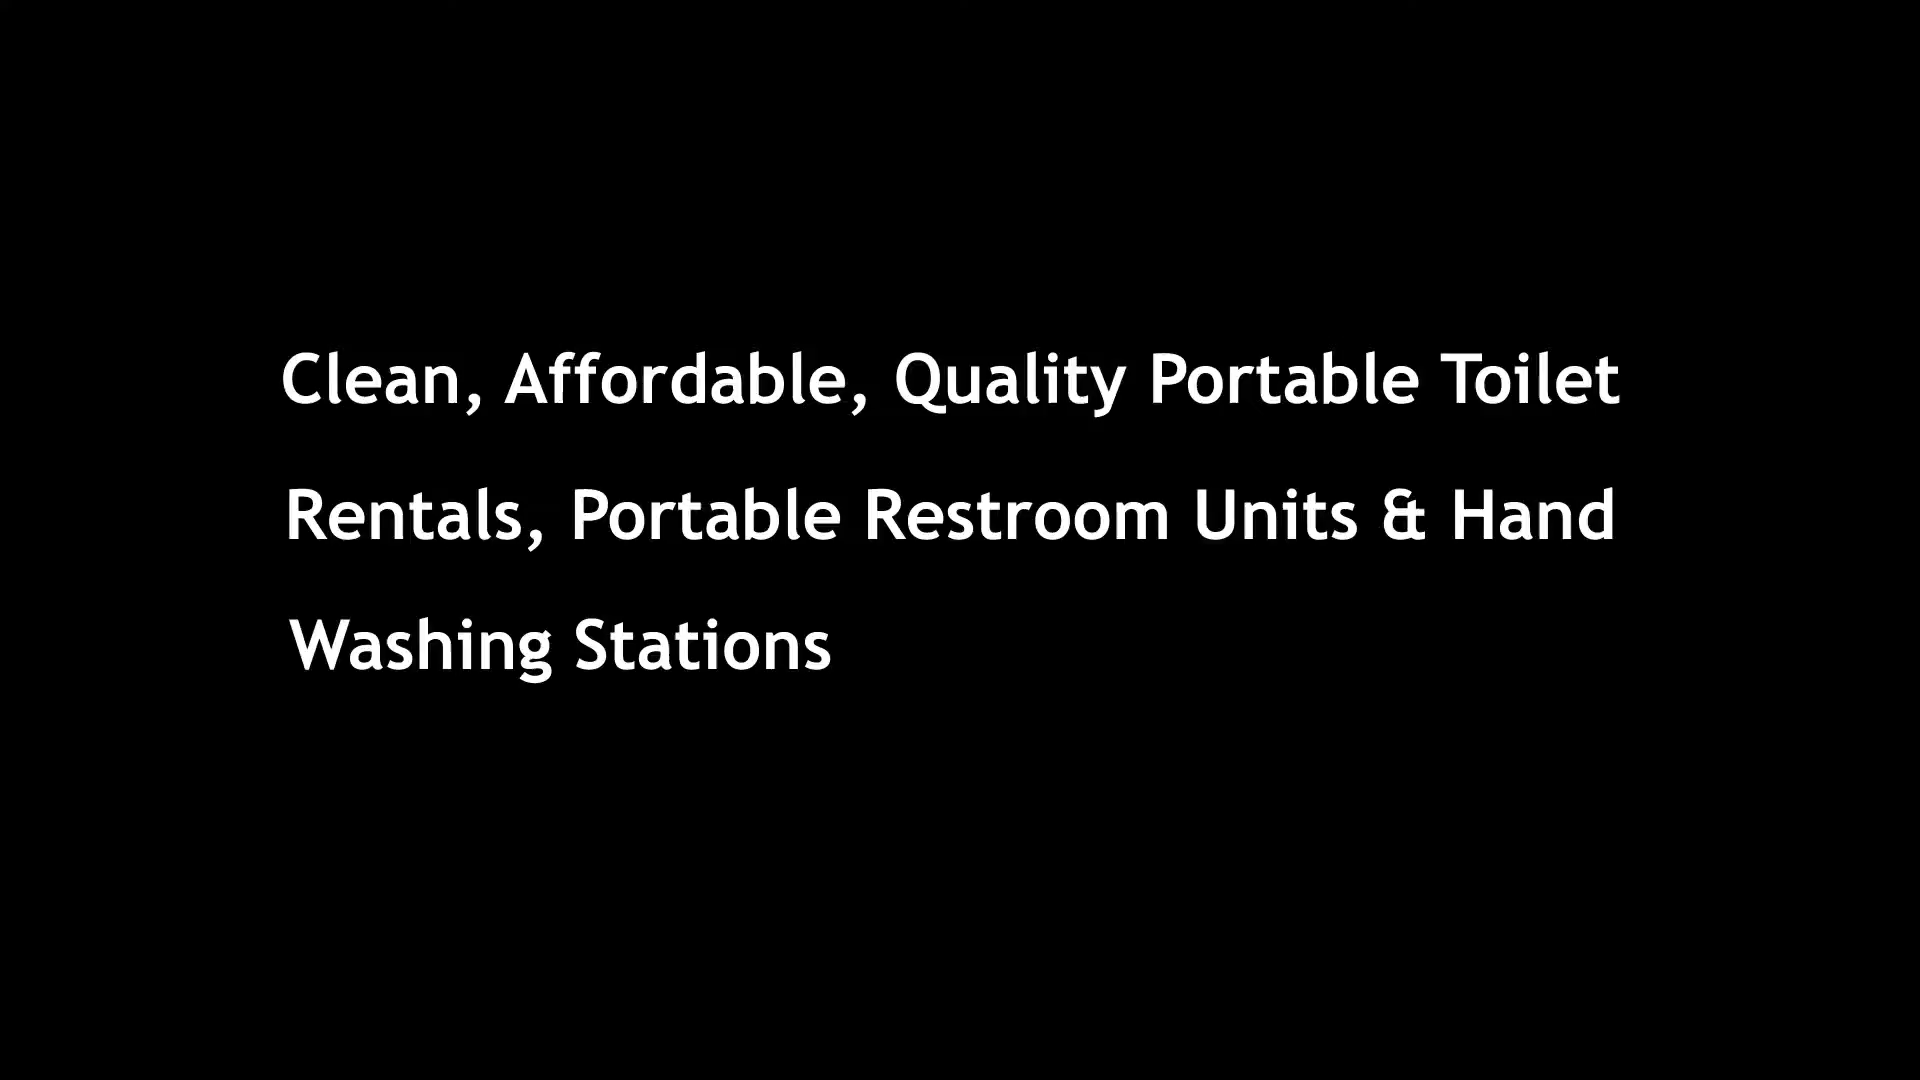 Clean, Affordable, Quality Portable Toilet
Rentals, Portable Restroom Units & Hand
Washing Stations